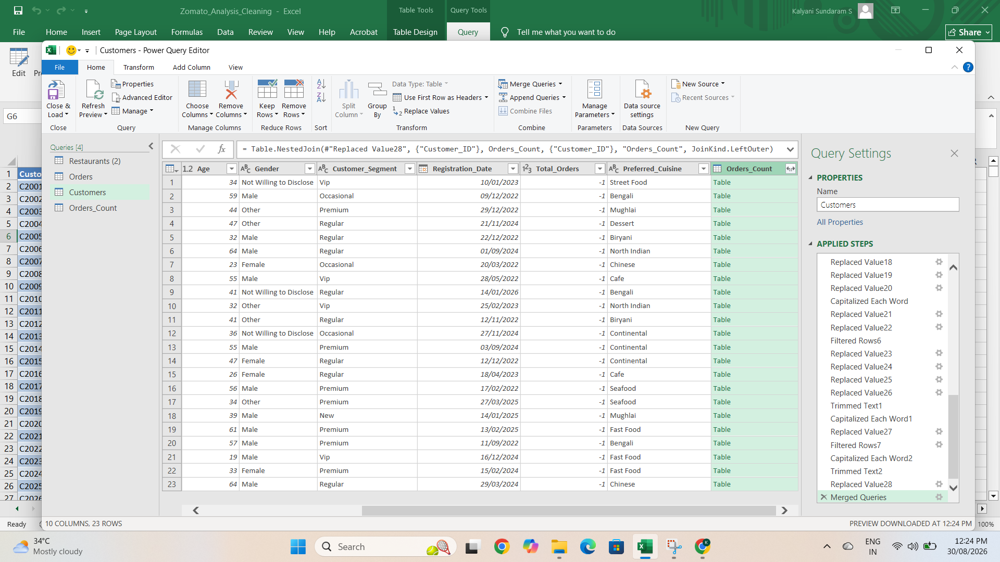 Zomato_Analysis_Cleaning - Excel
Table Tools
Query Tools
Kalyani Sundaram S
File
Home
Insert
Page Layout
Formulas
Data
Review
View
Help
Acrobat
Table Design
Query
Tell me what you want to do
Share
Customers - Power Query Editor
Edit
File
Home
Transform
Add Column
View
Close & Load
Refresh Preview
Properties
Advanced Editor
Manage
Choose Columns
Remove Columns
Keep Rows
Remove Rows
Split Column
Group By
Data Type: Table
Use First Row as Headers
Replace Values
Merge Queries
Append Queries
Combine Files
Manage Parameters
Data source settings
New Source
Recent Sources
Close
Query
Manage Columns
Reduce Rows
Sort
Transform
Combine
Parameters
Data Sources
New Query
G6
Queries [4]
Restaurants (2)
Orders
Customers
Orders_Count
fx
= Table.NestedJoin(#"Replaced Value28", {"Customer_ID"}, Orders_Count, {"Customer_ID"}, "Orders_Count", JoinKind.LeftOuter)
1.2 Age ABC Gender ABC Customer_Segment Registration_Date 123 Total_Orders ABC Preferred_Cuisine Orders_Count
1 34 Not Willing to Disclose Vip 10/01/2023 -1 Street Food Table
2 59 Male Occasional 09/12/2022 -1 Bengali Table
3 44 Other Premium 29/12/2022 -1 Mughlai Table
4 47 Other Regular 21/11/2024 -1 Dessert Table
5 32 Male Regular 22/12/2022 -1 Biryani Table
6 64 Male Regular 01/09/2024 -1 North Indian Table
7 23 Female Occasional 20/03/2022 -1 Chinese Table
8 55 Male Vip 28/05/2022 -1 Cafe Table
9 41 Not Willing to Disclose Regular 14/01/2026 -1 Bengali Table
10 32 Other Vip 25/02/2023 -1 North Indian Table
11 41 Other Regular 12/11/2022 -1 Biryani Table
12 36 Not Willing to Disclose Occasional 27/11/2024 -1 Continental Table
13 55 Male Premium 03/09/2024 -1 Continental Table
14 47 Female Regular 12/12/2022 -1 Continental Table
15 26 Female Regular 18/04/2023 -1 Cafe Table
16 56 Male Premium 17/02/2022 -1 Seafood Table
17 34 Other Premium 27/03/2025 -1 Seafood Table
18 39 Male New 14/01/2025 -1 Mughlai Table
19 61 Male Premium 13/02/2025 -1 Fast Food Table
20 57 Male Premium 11/09/2022 -1 Bengali Table
21 19 Male Vip 16/12/2024 -1 Fast Food Table
22 33 Female Premium 15/02/2024 -1 Fast Food Table
23 64 Male Regular 29/03/2024 -1 Chinese Table
Query Settings
PROPERTIES
Name
Customers
All Properties
APPLIED STEPS
Replaced Value18
Replaced Value19
Replaced Value20
Capitalized Each Word
Replaced Value21
Replaced Value22
Filtered Rows6
Replaced Value23
Replaced Value24
Replaced Value25
Replaced Value26
Trimmed Text1
Capitalized Each Word1
Replaced Value27
Filtered Rows7
Capitalized Each Word2
Trimmed Text2
Replaced Value28
Merged Queries
1 Custo
2 C2001
3 C2002
4 C2003
5 C2004
6 C2005
7 C2006
8 C2007
9 C2008
10 C2009
11 C2010
12 C2011
13 C2012
14 C2013
15 C2014
16 C2015
17 C2016
18 C2017
19 C2018
20 C2019
21 C2020
22 C2021
23 C2022
24 C2023
25 C2024
26 C2025
27 C2026
Ready
10 COLUMNS, 23 ROWS
PREVIEW DOWNLOADED AT 12:24 PM
100%
34°C
Mostly cloudy
Search
ENG
IN
12:24 PM
30/08/2026